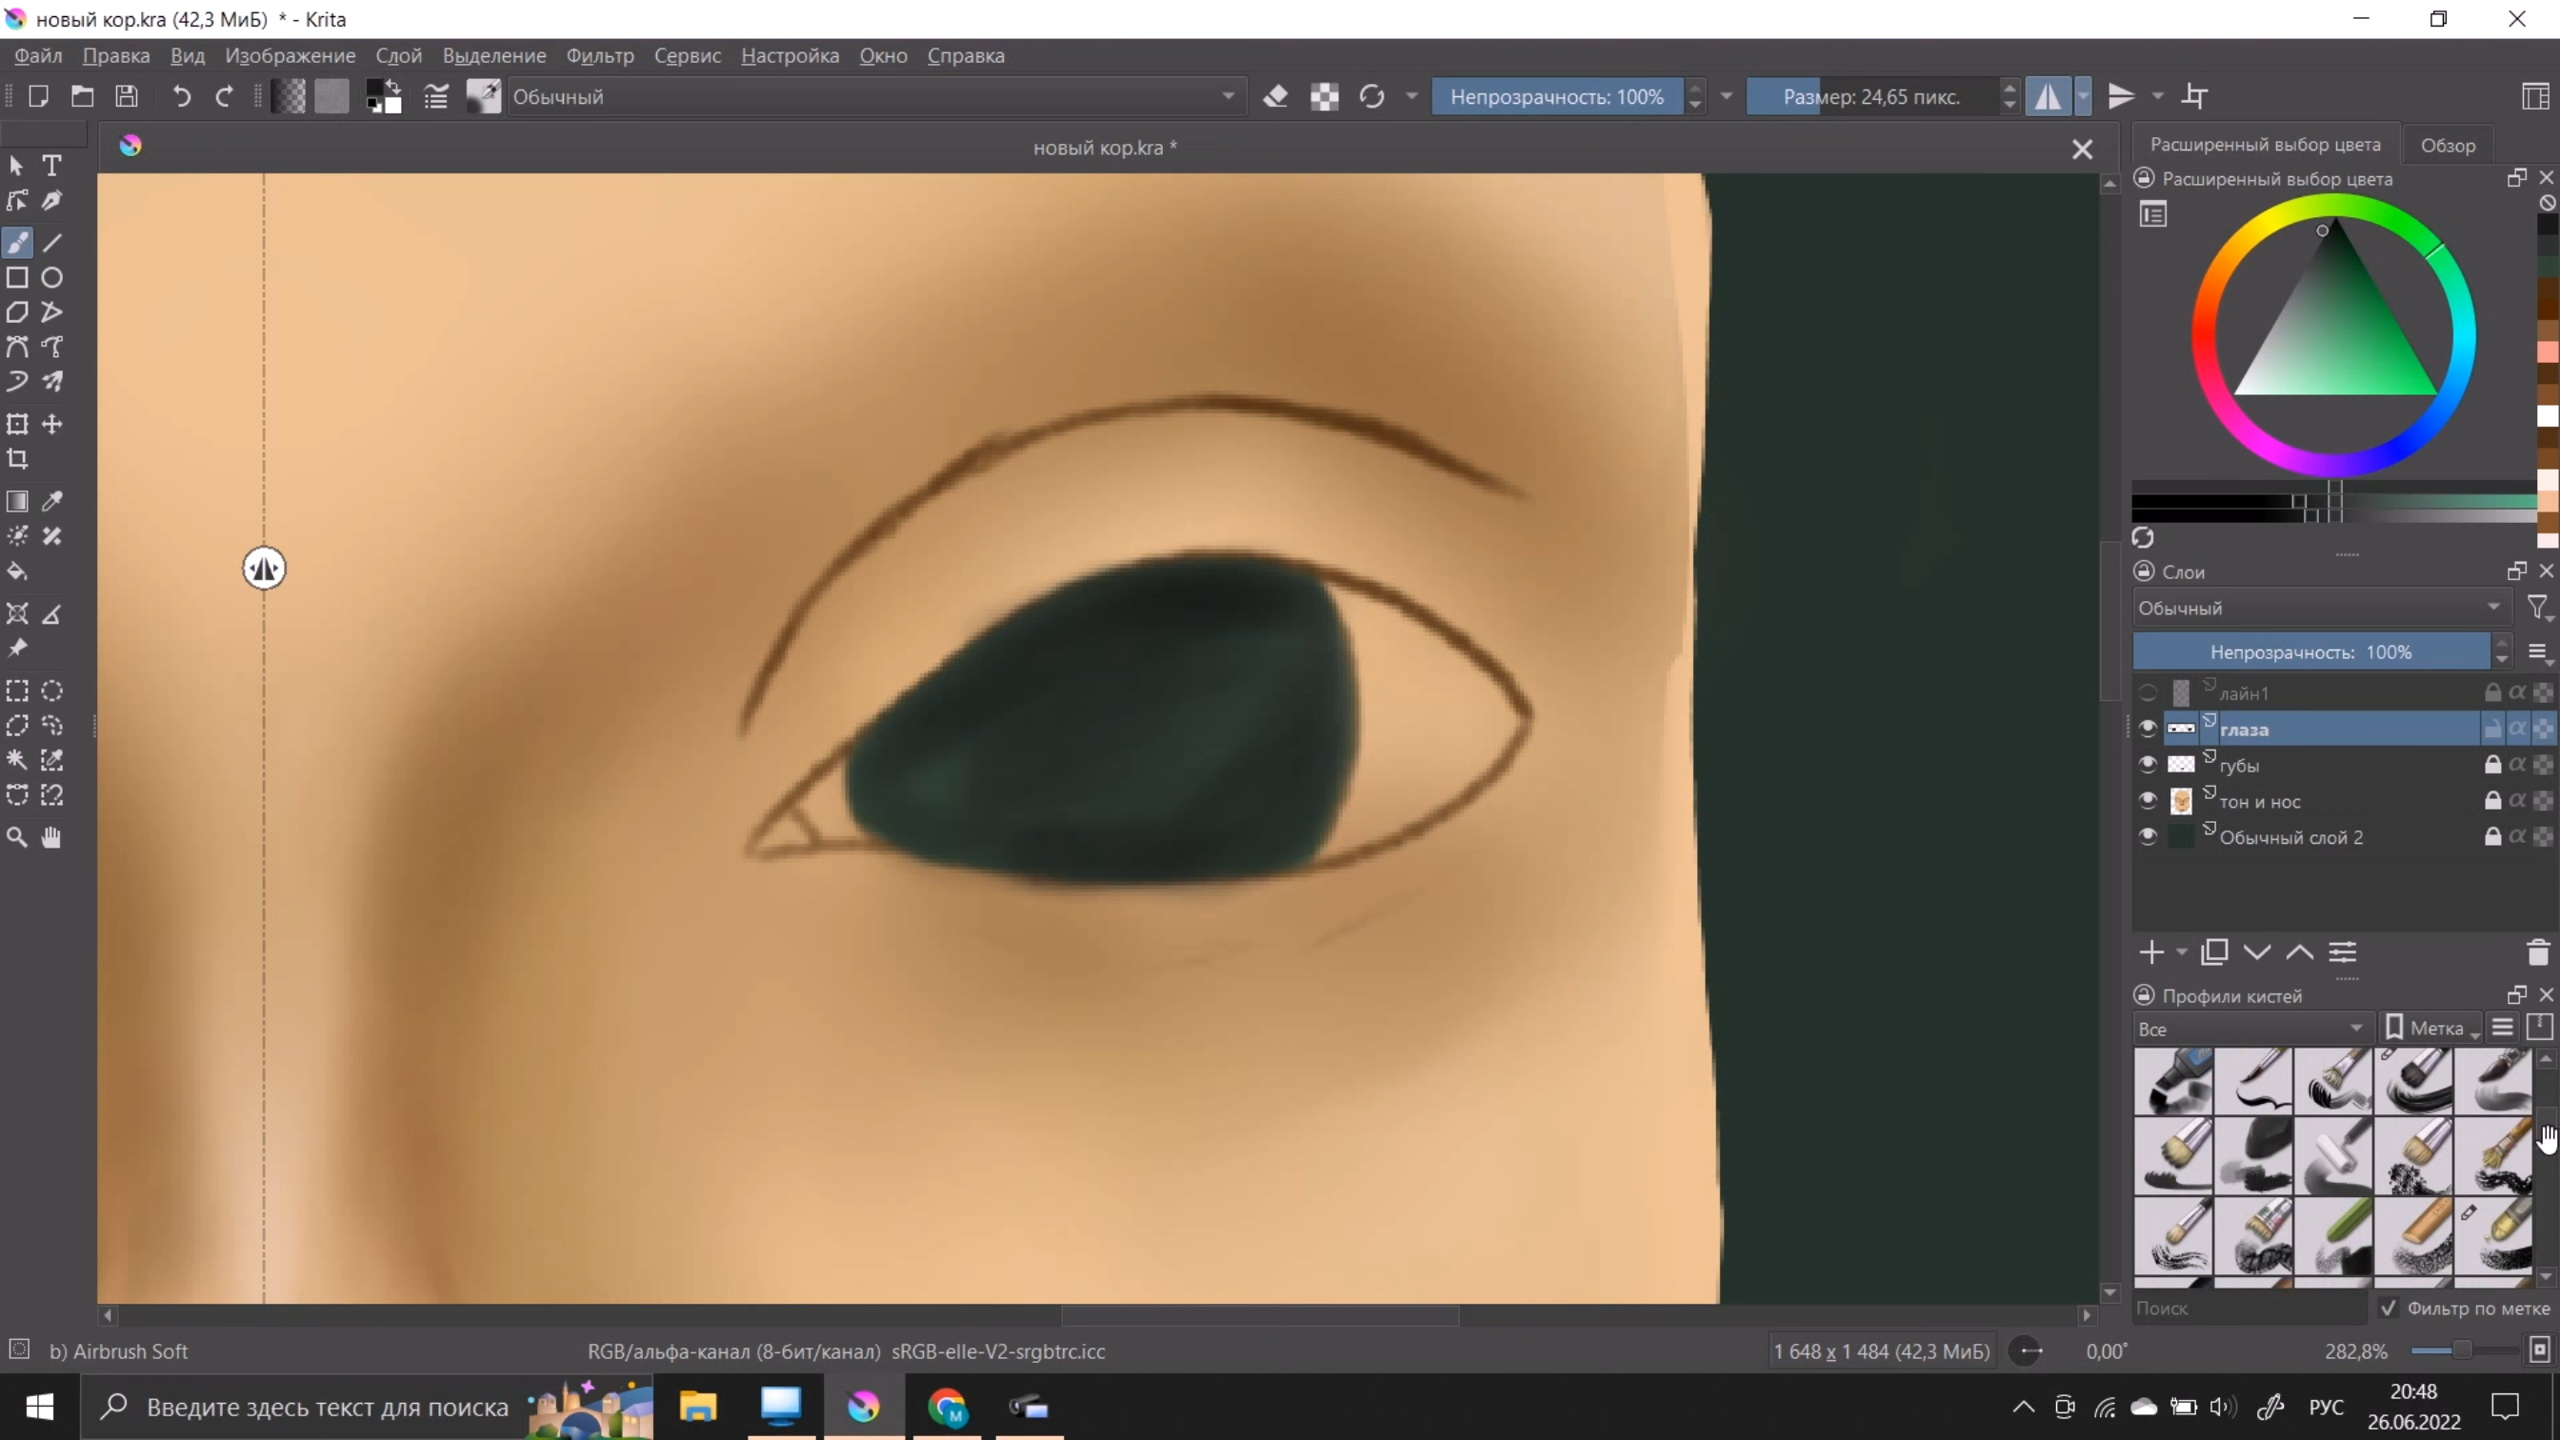 новый кор.kra (42,3 МиБ)  * - Krita
Файл Правка Вид Изображение Слой Выделение Фильтр Сервис Настройка Окно Справка
Обычный
Непрозрачность: 100%
Размер: 24,65 пикс.
новый кор.kra *
Расширенный выбор цвета
Обзор
Расширенный выбор цвета
Слои
Обычный
Непрозрачность: 100%
лайн1
глаза
губы
тон и нос
Обычный слой 2
Профили кистей
Все
Метка
Поиск
Фильтр по метке
b) Airbrush Soft
RGB/альфа-канал (8-бит/канал) sRGB-elle-V2-srgbtrc.icc
1 648 x 1 484 (42,3 МиБ)
0,00°
282,8%
Введите здесь текст для поиска
M
РУС
20:48
26.06.2022